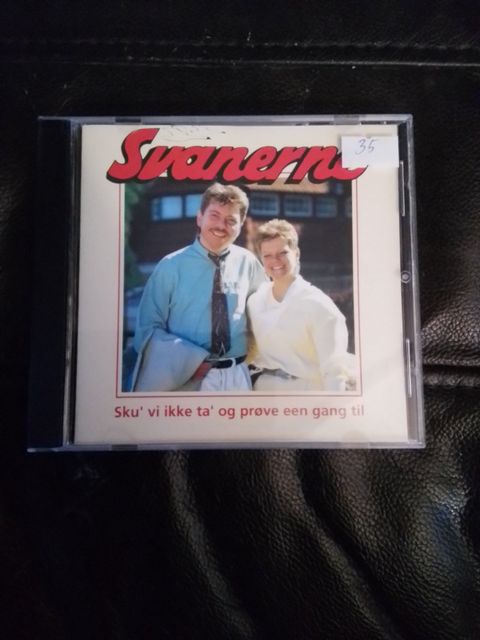 Svanerne
35
Sku' vi ikke ta' og prøve een gang til